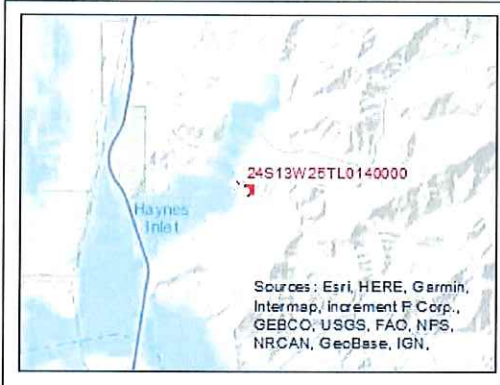 24S13W25TL0140000
Haynes
Inlet
Sources: Esri, HERE, Garmin,
Intermap, increment P Corp.,
GEBCO, USGS, FAO, NPS,
NRCAN, GeoBase, IGN,